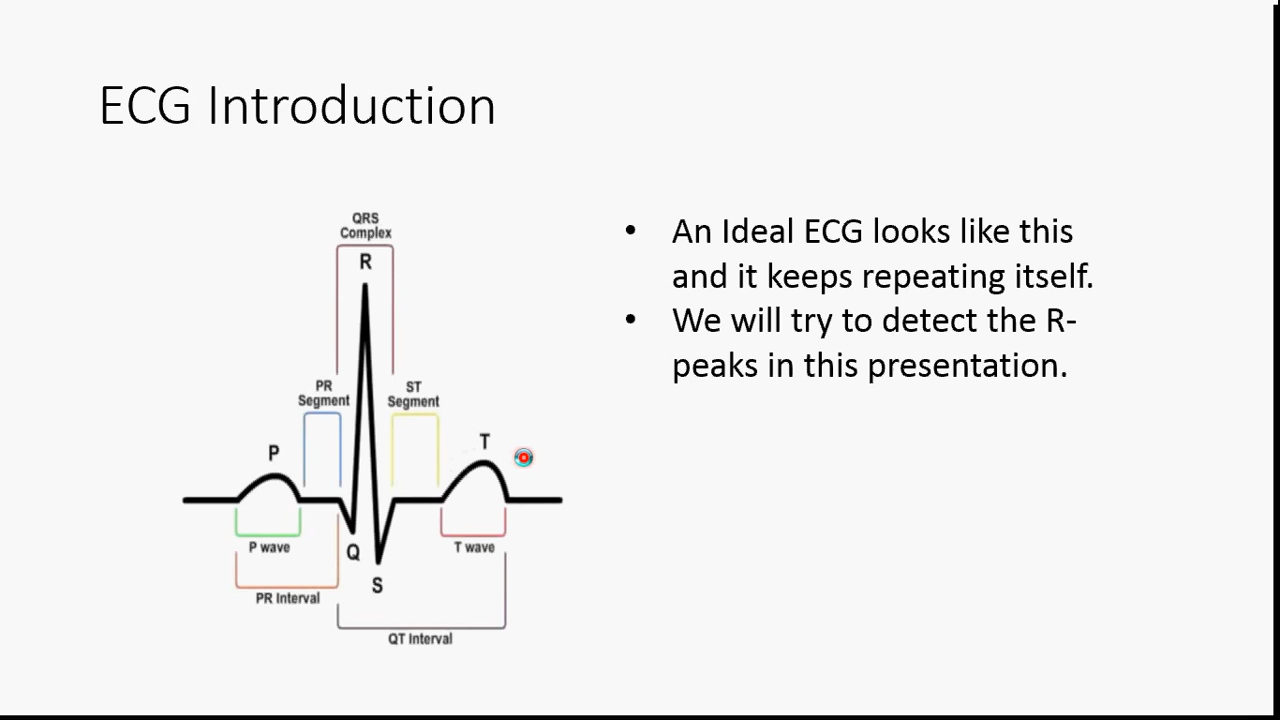 ECG Introduction
QRS
Complex
R
PR
Segment
ST
Segment
P
T
P wave
Q
T wave
S
PR Interval
QT Interval
• An Ideal ECG looks like this
and it keeps repeating itself.
• We will try to detect the R-
peaks in this presentation.